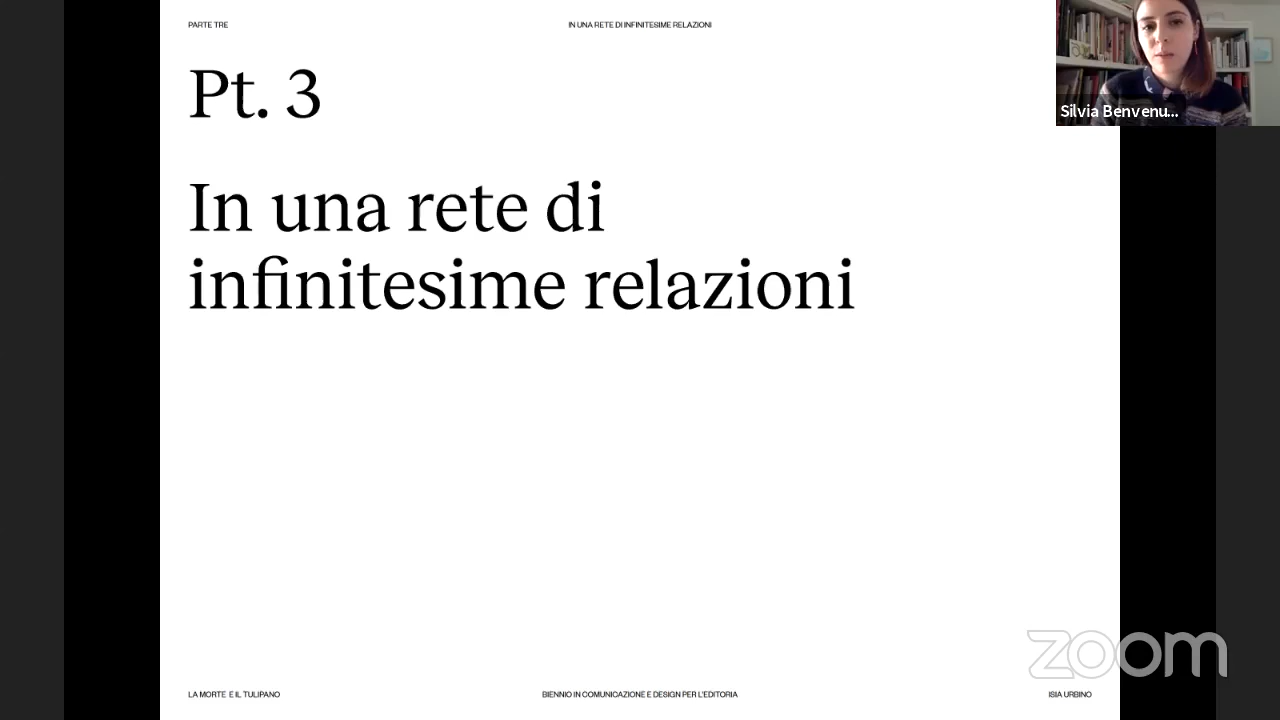 PARTE TRE
IN UNA RETE DI INFINITESIME RELAZIONI
Pt. 3
In una rete di
infinitesime relazioni
Silvia Benvenu...
zoom
LA MORTE E IL TULIPANO
BIENNIO IN COMUNICAZIONE E DESIGN PER L'EDITORIA
ISIA URBINO